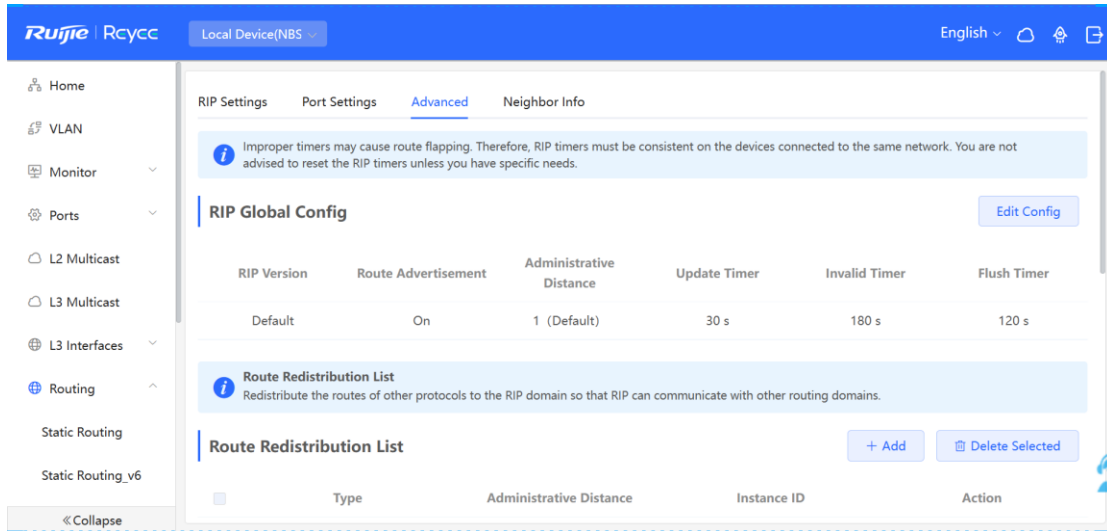 Ruijie | Rcycc
Local Device(NBS
English
Home
VLAN
Monitor
Ports
L2 Multicast
L3 Multicast
L3 Interfaces
Routing
Static Routing
Static Routing_v6
Collapse
RIP Settings Port Settings Advanced Neighbor Info
Improper timers may cause route flapping. Therefore, RIP timers must be consistent on the devices connected to the same network. You are not
advised to reset the RIP timers unless you have specific needs.
RIP Global Config
Edit Config
RIP Version Route Advertisement Administrative Distance Update Timer Invalid Timer Flush Timer
Default On 1 (Default) 30 s 180 s 120 s
Route Redistribution List
Redistribute the routes of other protocols to the RIP domain so that RIP can communicate with other routing domains.
Route Redistribution List
+ Add Delete Selected
Type Administrative Distance Instance ID Action